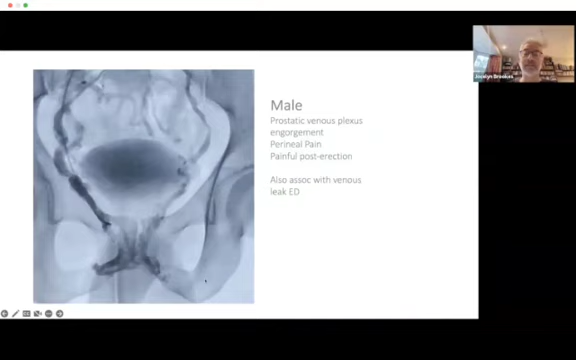 Male
Prostatic venous plexus
engorgement
Perineal Pain
Painful post-erection
Also assoc with venous
leak ED
Jocelyn Brookes